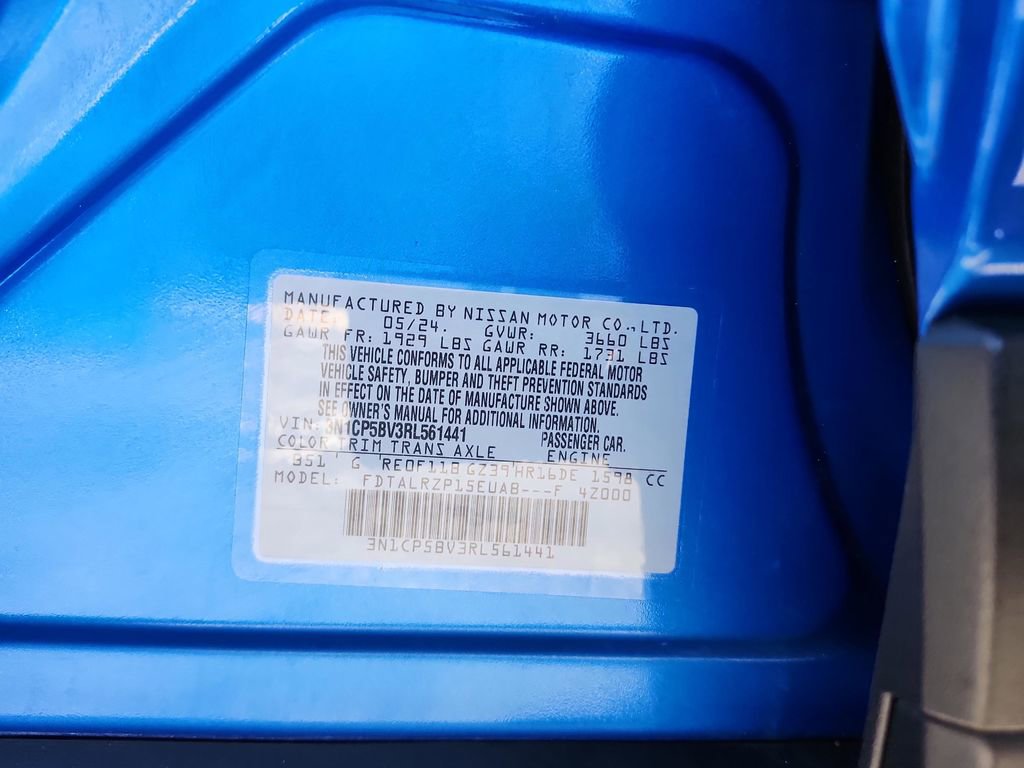 MANUFACTURED BY NISSAN MOTOR CO.,LTD.
DATE: 05/24. GVWR: 3660 LBS
GAWR FR: 1929 LBS GAWR RR: 1731 LBS
THIS VEHICLE CONFORMS TO ALL APPLICABLE FEDERAL MOTOR
VEHICLE SAFETY, BUMPER AND THEFT PREVENTION STANDARDS
IN EFFECT ON THE DATE OF MANUFACTURE SHOWN ABOVE.
SEE OWNER'S MANUAL FOR ADDITIONAL INFORMATION.
VIN: 3N1CP5BV3RL561441 PASSENGER CAR.
COLOR TRIM TRANS AXLE ENGINE
G RE0F11B GZ39 HR16DE 1598 CC
MODEL: FDTALRZP15EUAB---F 4Z000
3N1CP5BV3RL561441